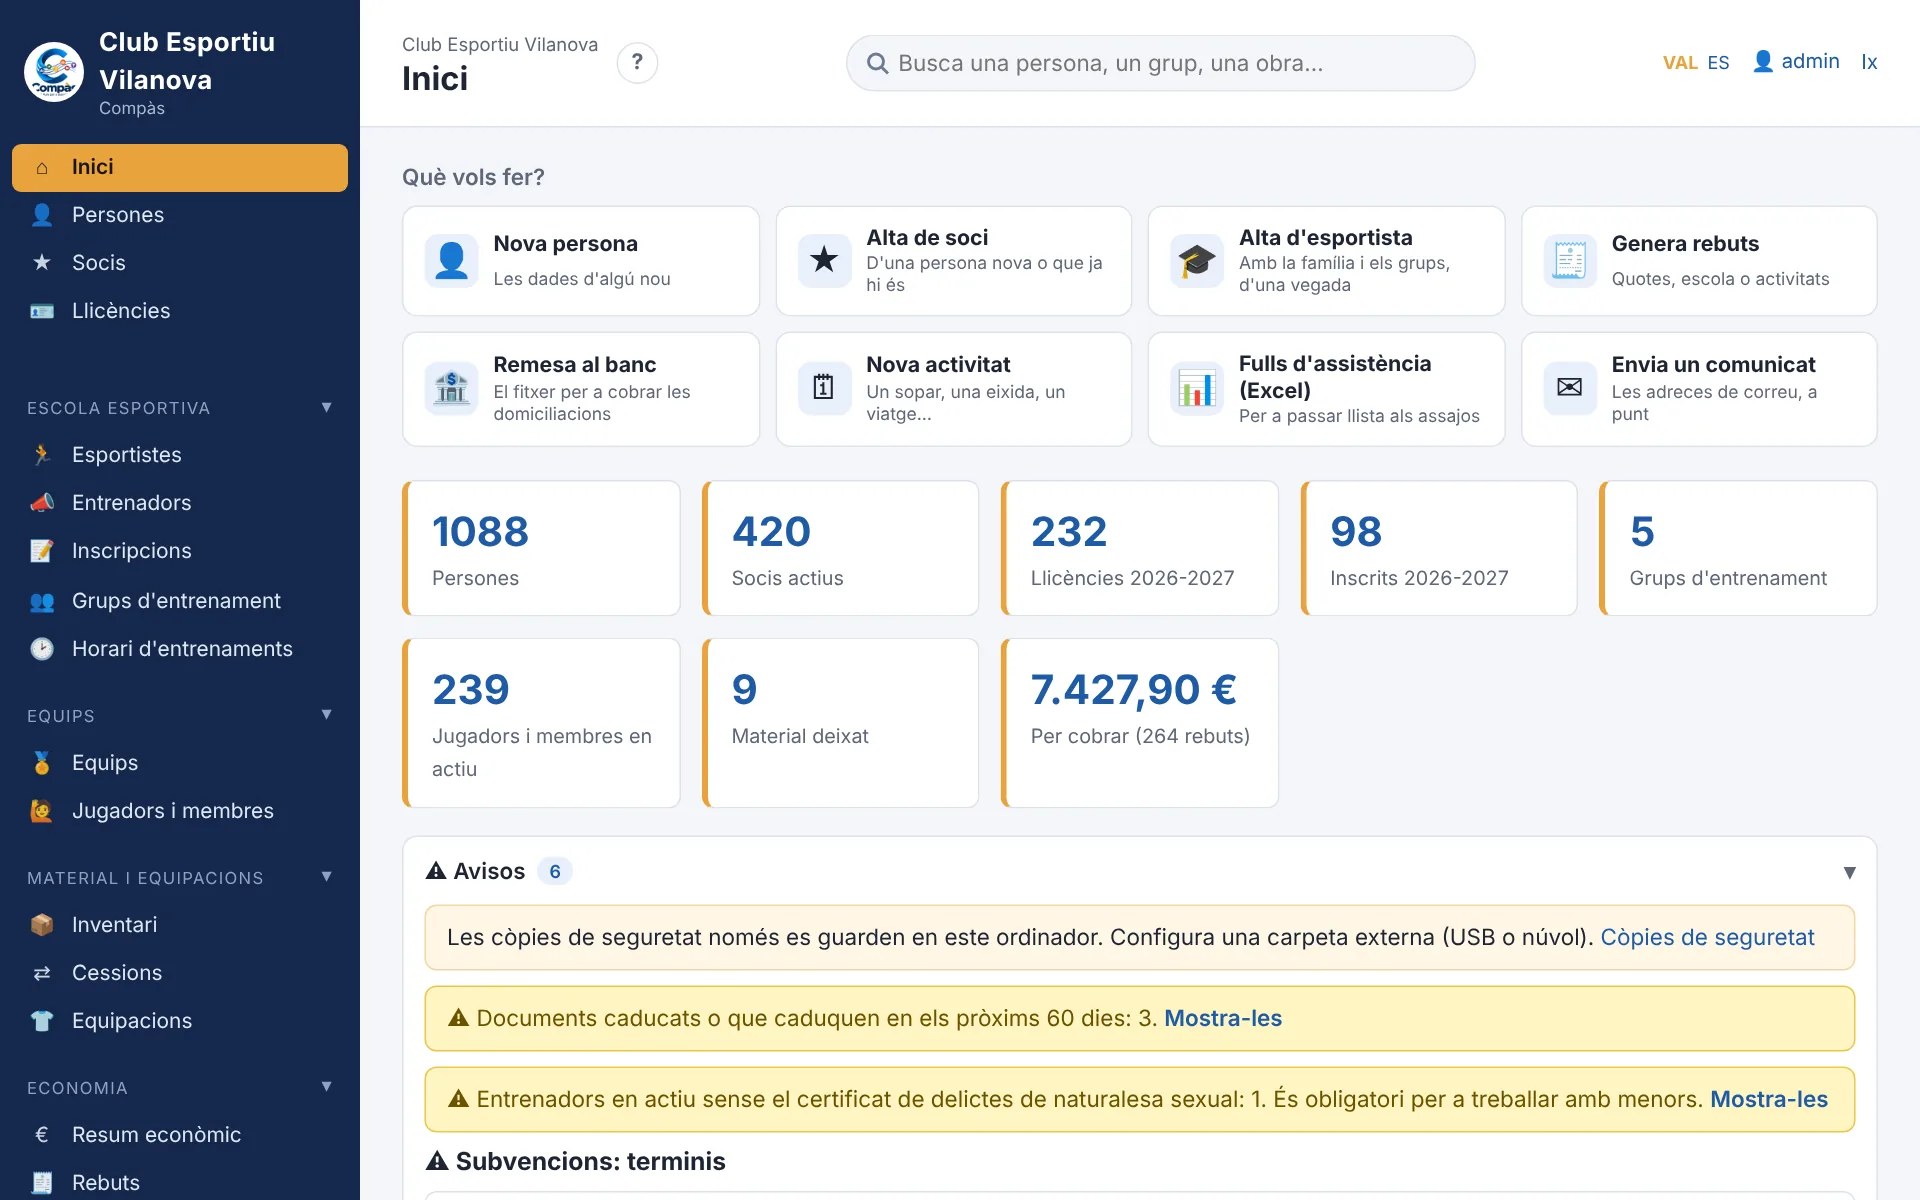 Club Esportiu
Vilanova
Compàs
Compàs
Inici
Persones
Socis
Llicències
ESCOLA ESPORTIVA
Esportistes
Entrenadors
Inscripcions
Grups d'entrenament
Horari d'entrenaments
EQUIPS
Equips
Jugadors i membres
MATERIAL I EQUIPACIONS
Inventari
Cessions
Equipacions
ECONOMIA
€ Resum econòmic
Rebuts
Club Esportiu Vilanova
Inici
?
Busca una persona, un grup, una obra...
VAL ES
admin
Ix
Què vols fer?
Nova persona
Les dades d'algú nou
Alta de soci
D'una persona nova o que ja
hi és
Alta d'esportista
Amb la família i els grups,
d'una vegada
Genera rebuts
Quotes, escola o activitats
Remesa al banc
El fitxer per a cobrar les
domiciliacions
Nova activitat
Un sopar, una eixida, un
viatge...
Fulls d'assistència
(Excel)
Per a passar llista als assajos
Envia un comunicat
Les adreces de correu, a
punt
1088
Persones
420
Socis actius
232
Llicències 2026-2027
98
Inscrits 2026-2027
5
Grups d'entrenament
239
Jugadors i membres en
actiu
9
Material deixat
7.427,90 €
Per cobrar (264 rebuts)
Avisos 6
Les còpies de seguretat només es guarden en este ordinador. Configura una carpeta externa (USB o núvol). Còpies de seguretat
Documents caducats o que caduquen en els pròxims 60 dies: 3. Mostra-les
Entrenadors en actiu sense el certificat de delictes de naturalesa sexual: 1. És obligatori per a treballar amb menors. Mostra-les
Subvencions: terminis